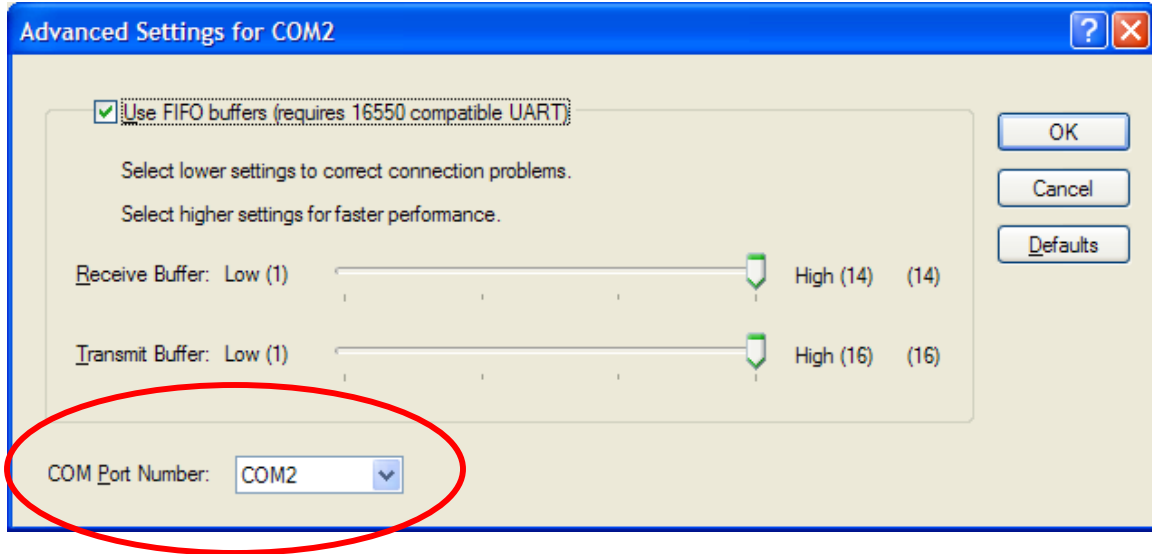 Advanced Settings for COM2
Use FIFO buffers (requires 16550 compatible UART)
OK
Select lower settings to correct connection problems.
Cancel
Select higher settings for faster performance.
Defaults
Receive Buffer: Low (1) High (14) (14)
Transmit Buffer: Low (1) High (16) (16)
COM Port Number: COM2